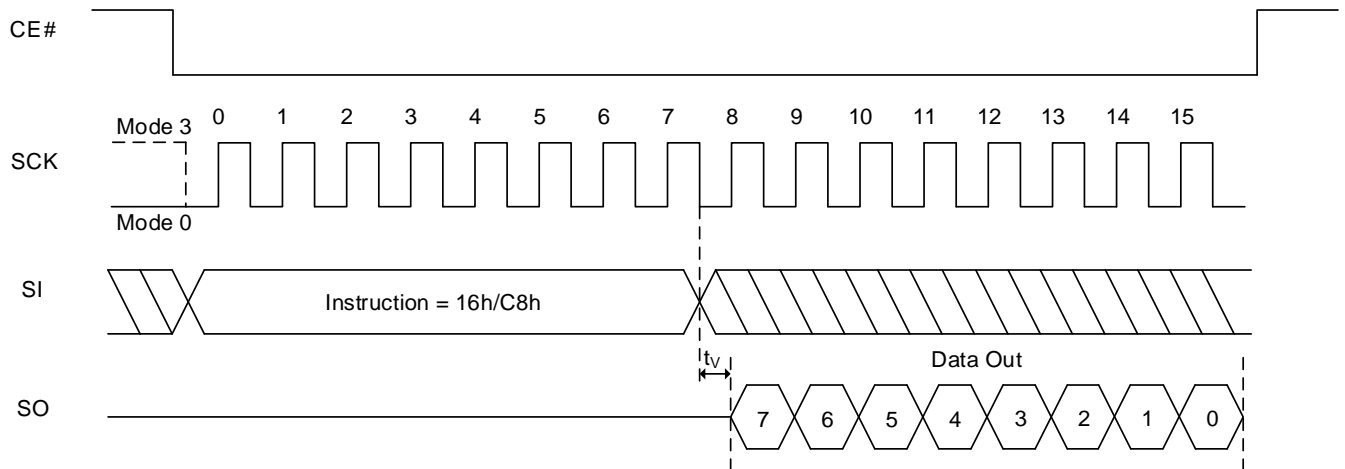 CE#
0 1 2 3 4 5 6 7 8 9 10 11 12 13 14 15
Mode 3
SCK
Mode 0
SI
Instruction = 16h/C8h
tV
Data Out
SO
7 6 5 4 3 2 1 0